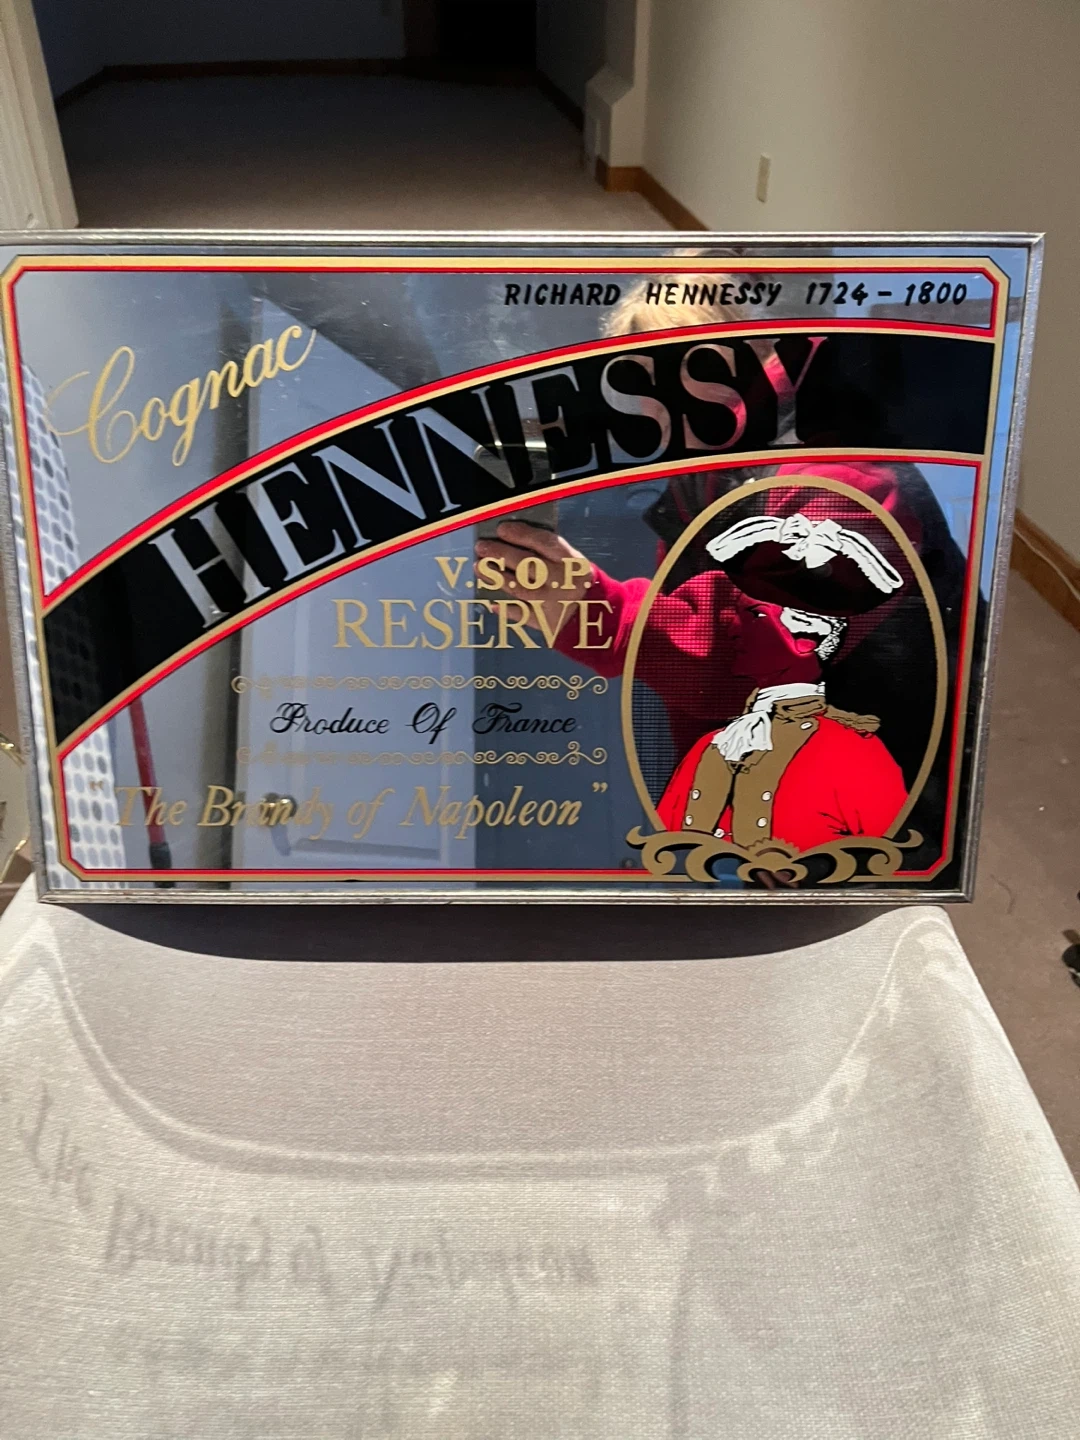 RICHARD HENNESSY 1724 – 1800
Cognac
HENNESSY
V.S.O.P.
RESERVE
Produce Of France
"The Brandy of Napoleon"